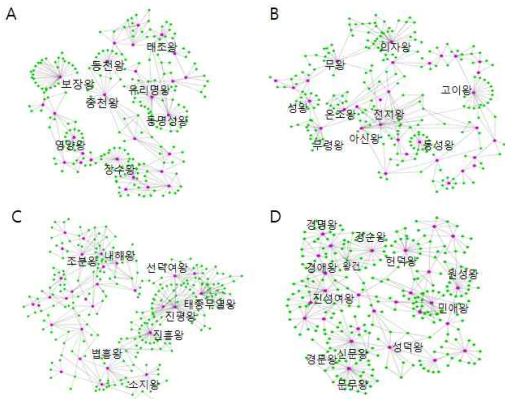 A
태조왕
동천왕
보장왕
유리명왕
중천왕
동명성왕
영양왕
장수왕
B
의자왕
무왕
고이왕
성왕
온조왕
전지왕
아신왕
무령왕
동성왕
C
조분왕
내해왕
선덕여왕
태종무열왕
진평왕
진흥왕
법흥왕
소지왕
D
경명왕
경순왕
경애왕
왕건
헌덕왕
원성왕
진성여왕
민애왕
신문왕
성덕왕
경문왕
문무왕